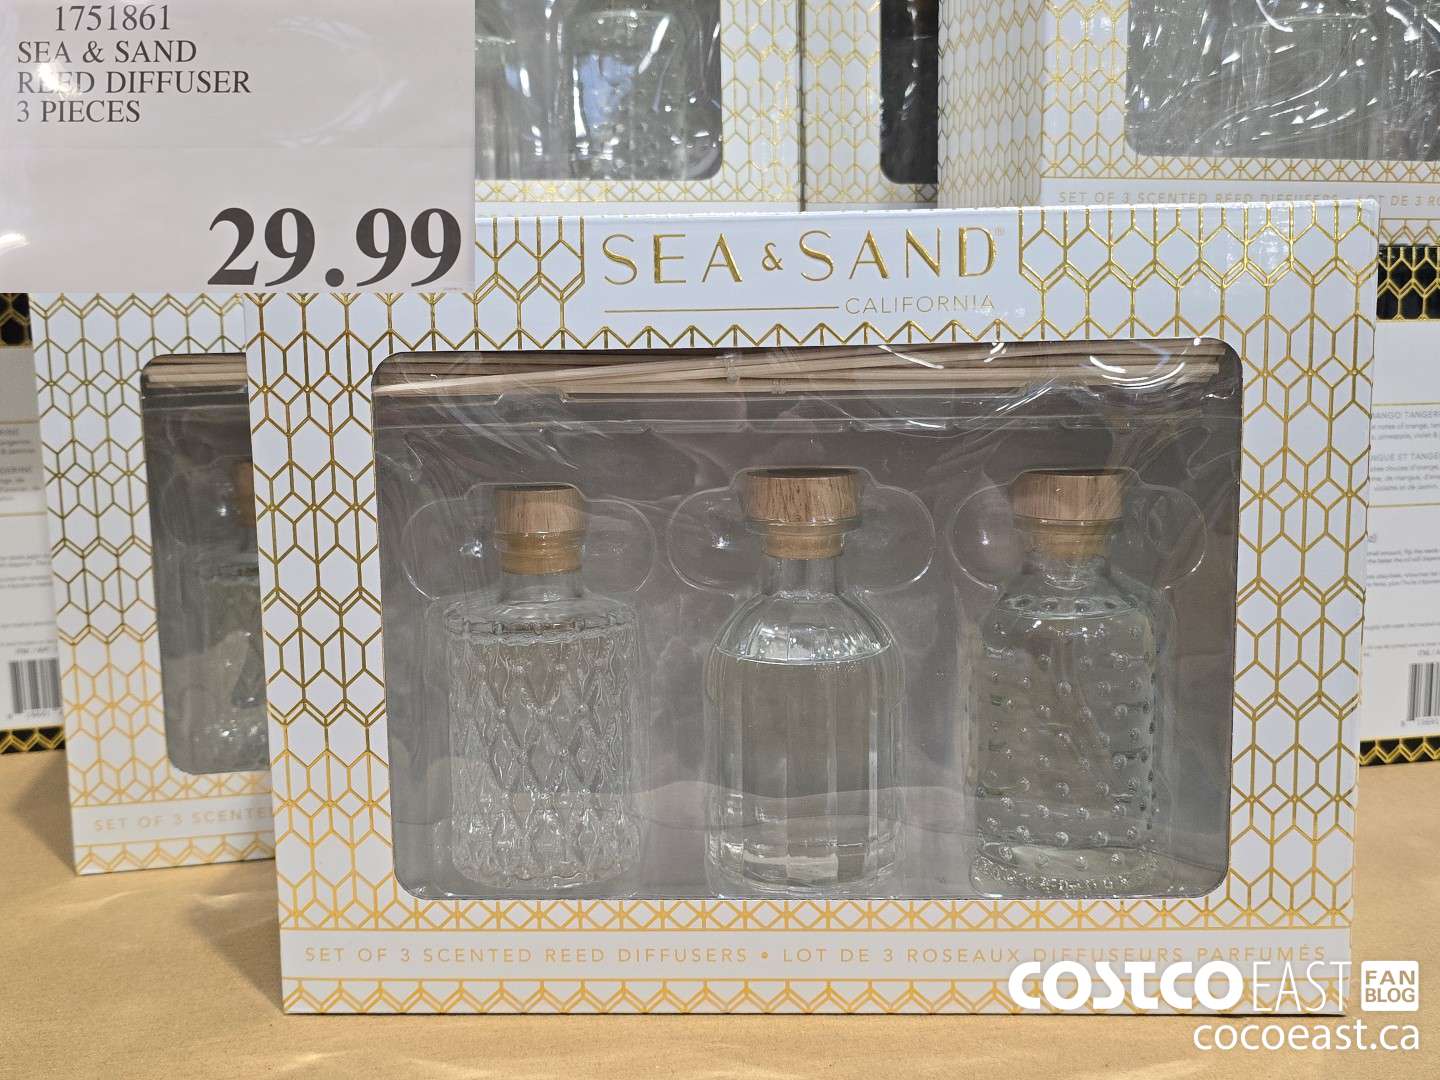 1751861
SEA & SAND
REED DIFFUSER
3 PIECES
29.99
SET OF 3 SCENTED REED DIFFUSERS
SEA & SAND®
CALIFORNIA
SET OF 3 SCENTED
SET OF 3 SCENTED REED DIFFUSERS • LOT DE 3 ROSEAUX DIFFUSEURS PARFUMÉS
COSTCO EAST FAN BLOG
cocoeast.ca